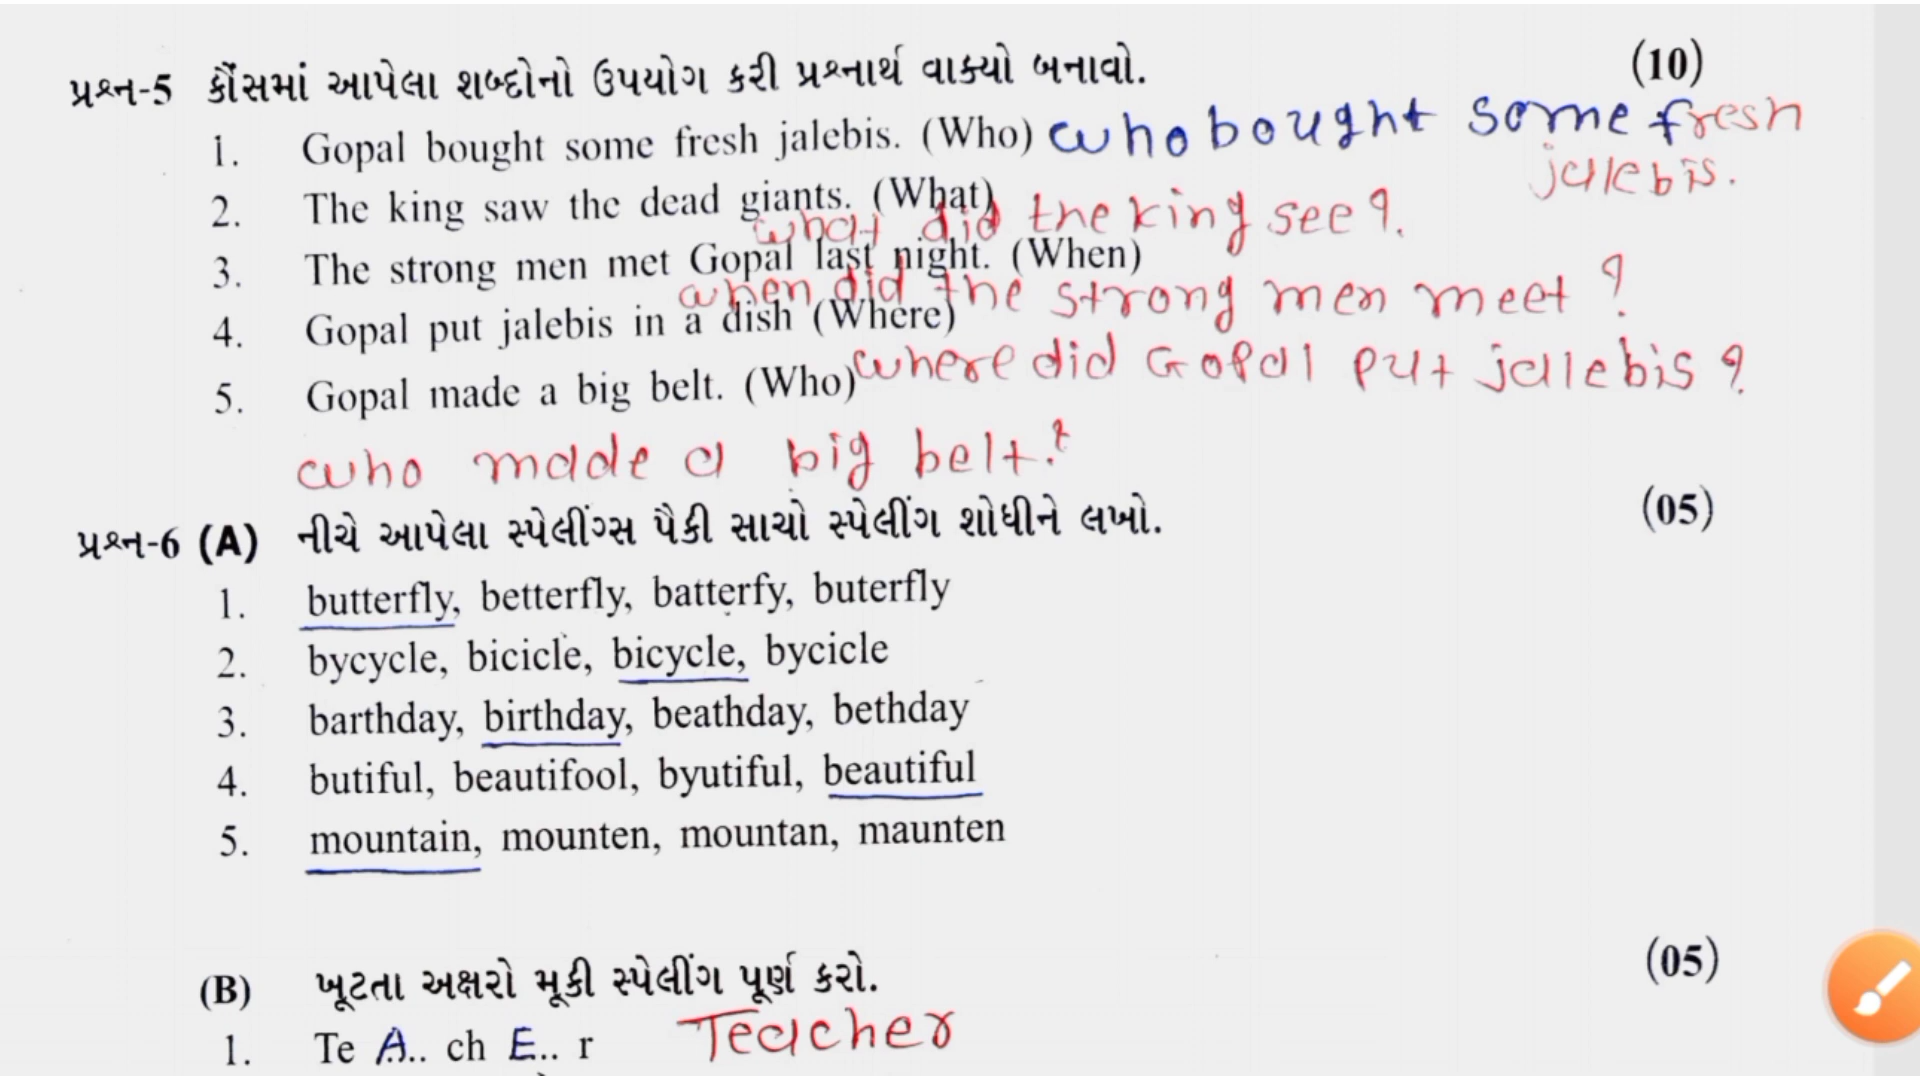 પ્રશ્ન-5 કૌંસમાં આપેલા શબ્દોનો ઉપયોગ કરી પ્રશ્નાર્થ વાક્યો બનાવો. (10)
1. Gopal bought some fresh jalebis. (Who) who bought some fresh
jalebis.
2. The king saw the dead giants. (What)
what did the king see?.
3. The strong men met Gopal last night. (When)
when did the strong men meet ?
4. Gopal put jalebis in a dish (Where)
where did Gopal put jalebis ?
5. Gopal made a big belt. (Who)
who made a big belt.?
પ્રશ્ન-6 (A) નીચે આપેલા સ્પેલીંગ્સ પૈકી સાચો સ્પેલીંગ શોધીને લખો. (05)
1. butterfly, betterfly, batterfy, buterfly
2. bycycle, bicicle, bicycle, bycicle
3. barthday, birthday, beathday, bethday
4. butiful, beautifool, byutiful, beautiful
5. mountain, mounten, mountan, maunten
(B) ખૂટતા અક્ષરો મૂકી સ્પેલીંગ પૂર્ણ કરો. (05)
1. Te A.. ch E.. r Teacher